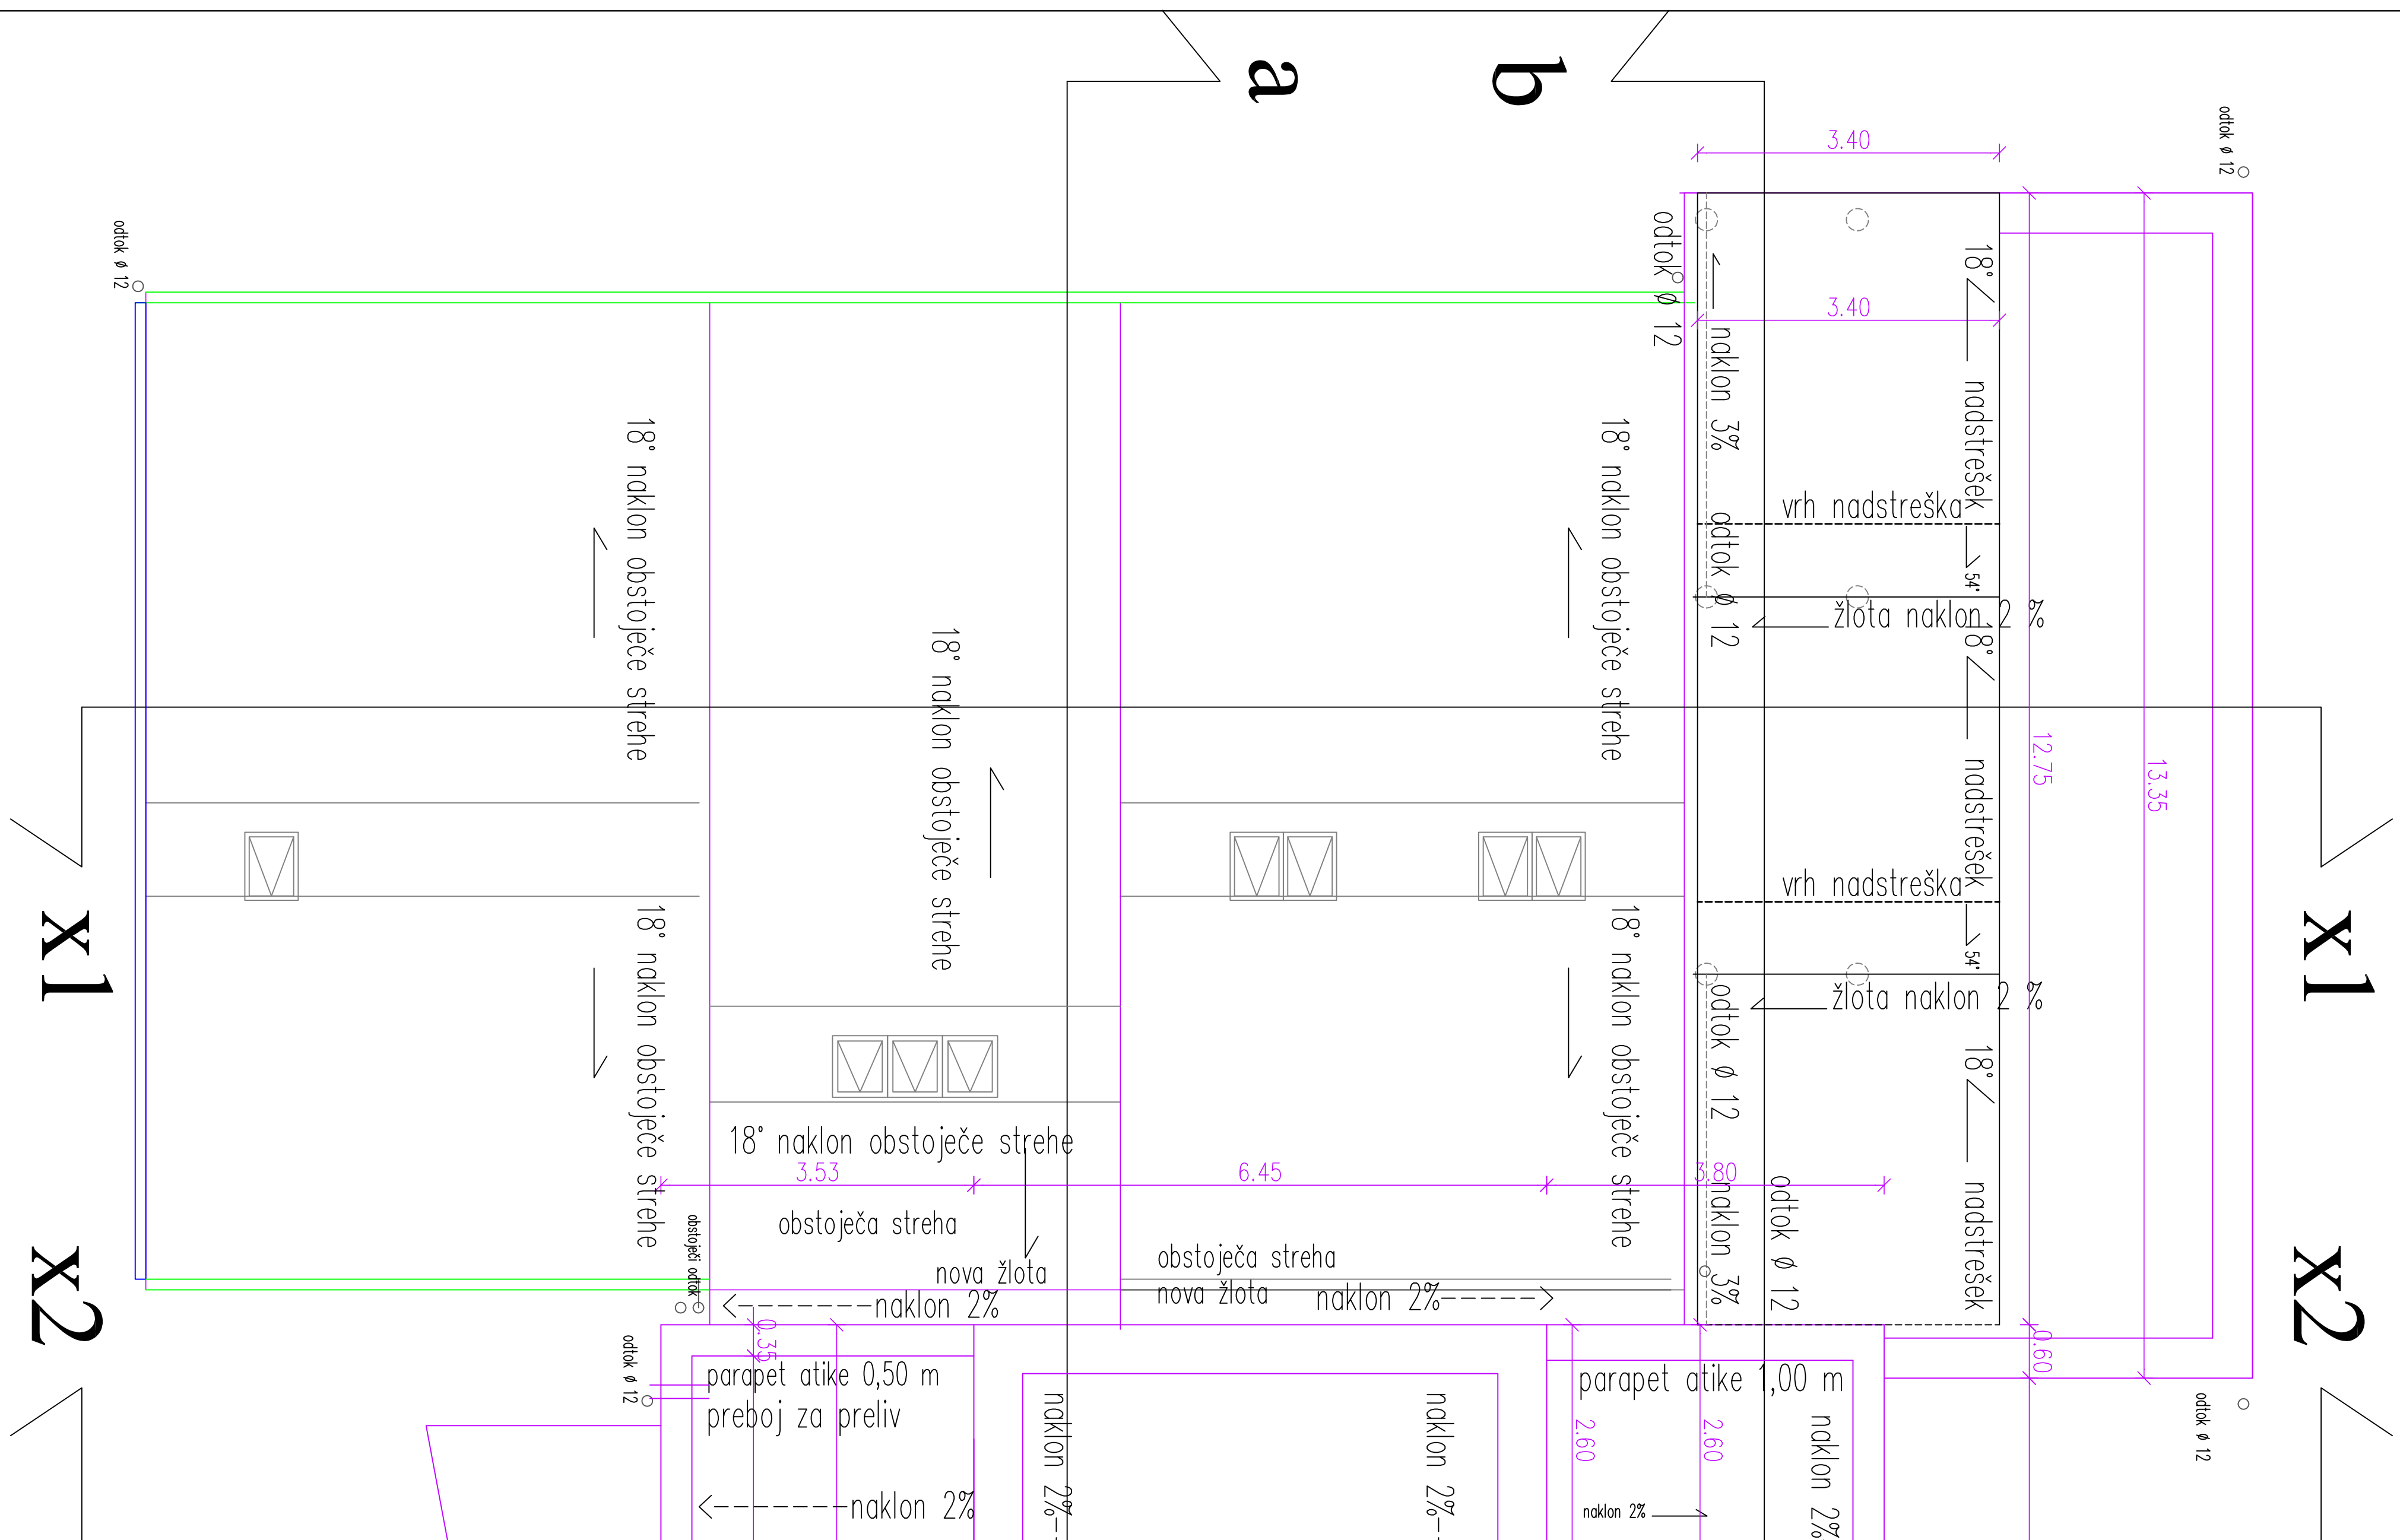 a
b
3.40
odtok ø 12
odtok ø 12
odtok ø 12
18°
3.40
naklon 3%
nadstrešek
18° naklon obstoječe strehe
18° naklon obstoječe strehe
vrh nadstreška
odtok ø 12
54°
žlota naklon 2 %
18°
18° naklon obstoječe strehe
12.75
13.35
nadstrešek
vrh nadstreška
x1
x1
18° naklon obstoječe strehe
18° naklon obstoječe strehe
54°
žlota naklon 2 %
odtok ø 12
18°
18° naklon obstoječe strehe
3.53
6.45
3.80
naklon 3%
odtok ø 12
nadstrešek
obstoječa streha
obstoječi odtok
obstoječa streha
x2
x2
nova žlota
nova žlota
naklon 2%
naklon 2%
0.35
0.60
odtok ø 12
parapet atike 0,50 m
parapet atike 1,00 m
preboj za preliv
naklon 2%
naklon 2%
2.60
2.60
naklon 2%
odtok ø 12
naklon 2%
naklon 2%